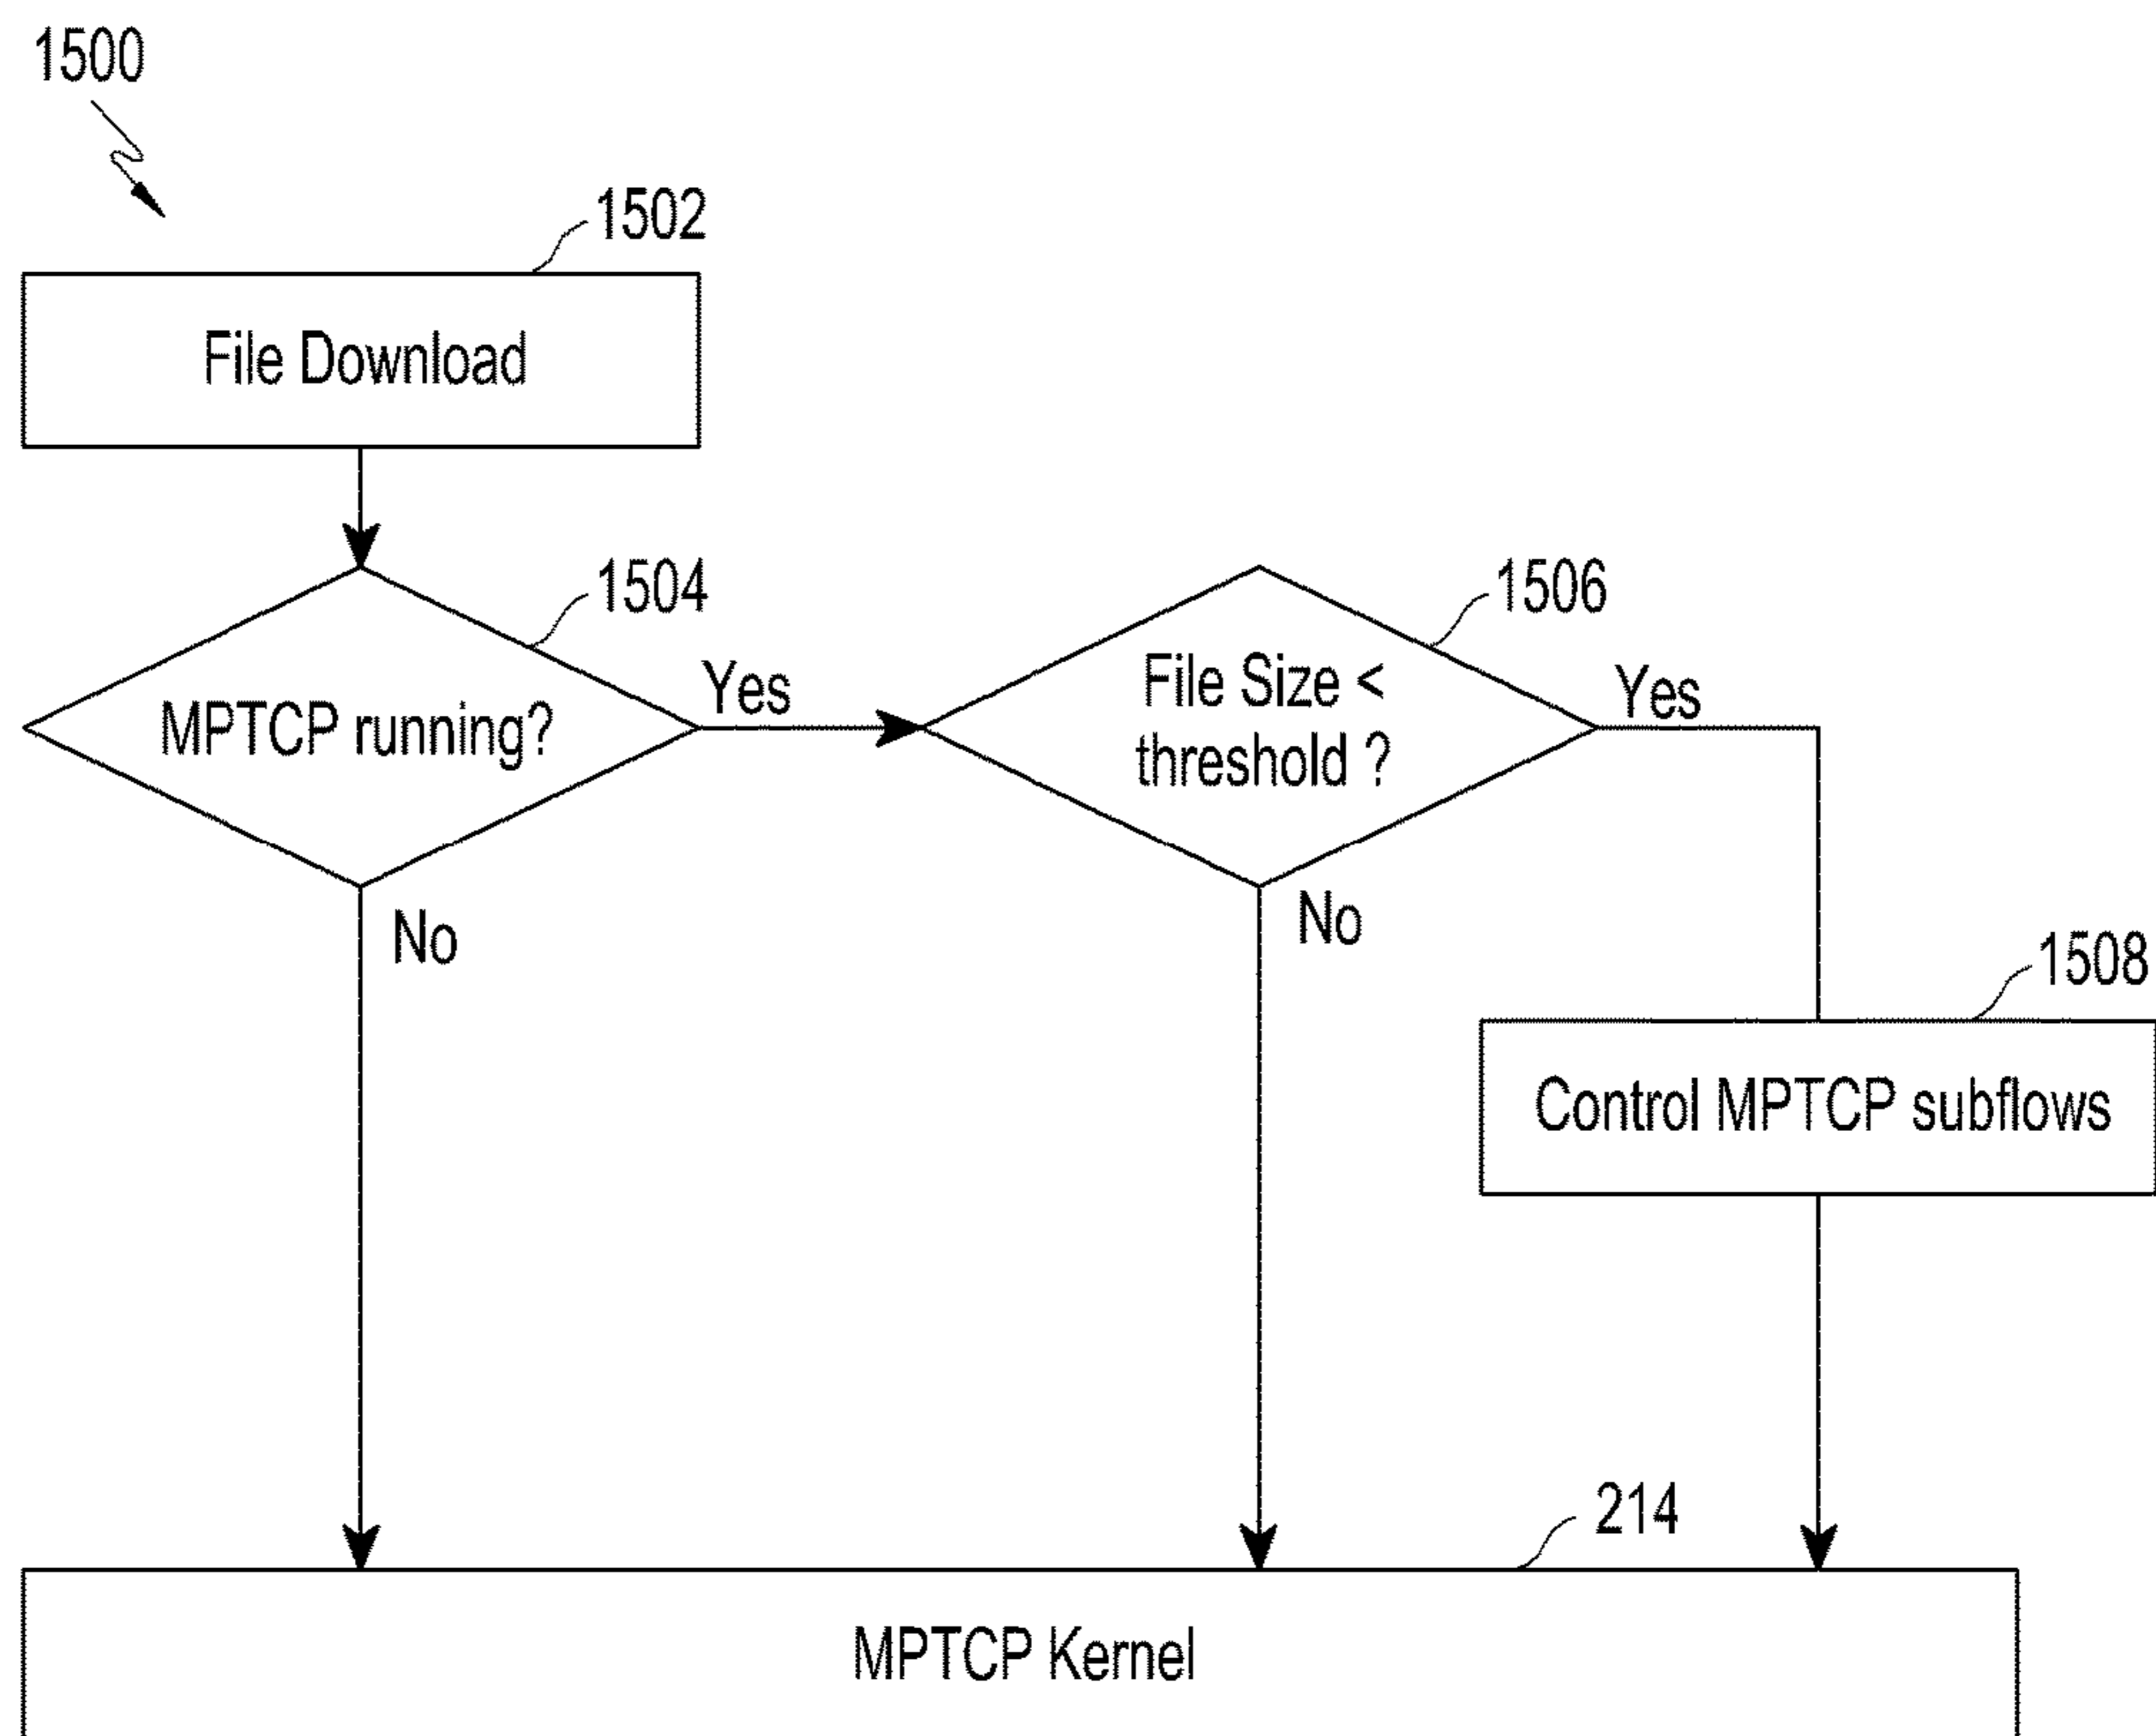 1500
1502
File Download
1504
1506
MPTCP running?
Yes
File Size <
threshold ?
Yes
No
No
1508
Control MPTCP subflows
214
MPTCP Kernel